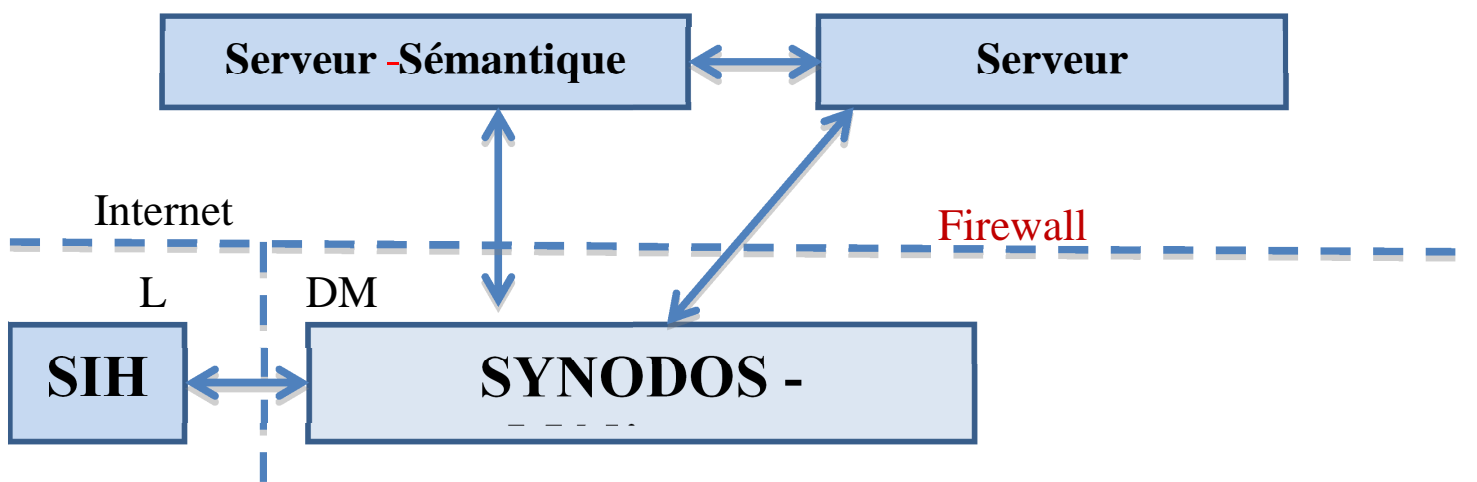 Serveur -Sémantique
Serveur
Internet
Firewall
L
DM
SIH
SYNODOS -